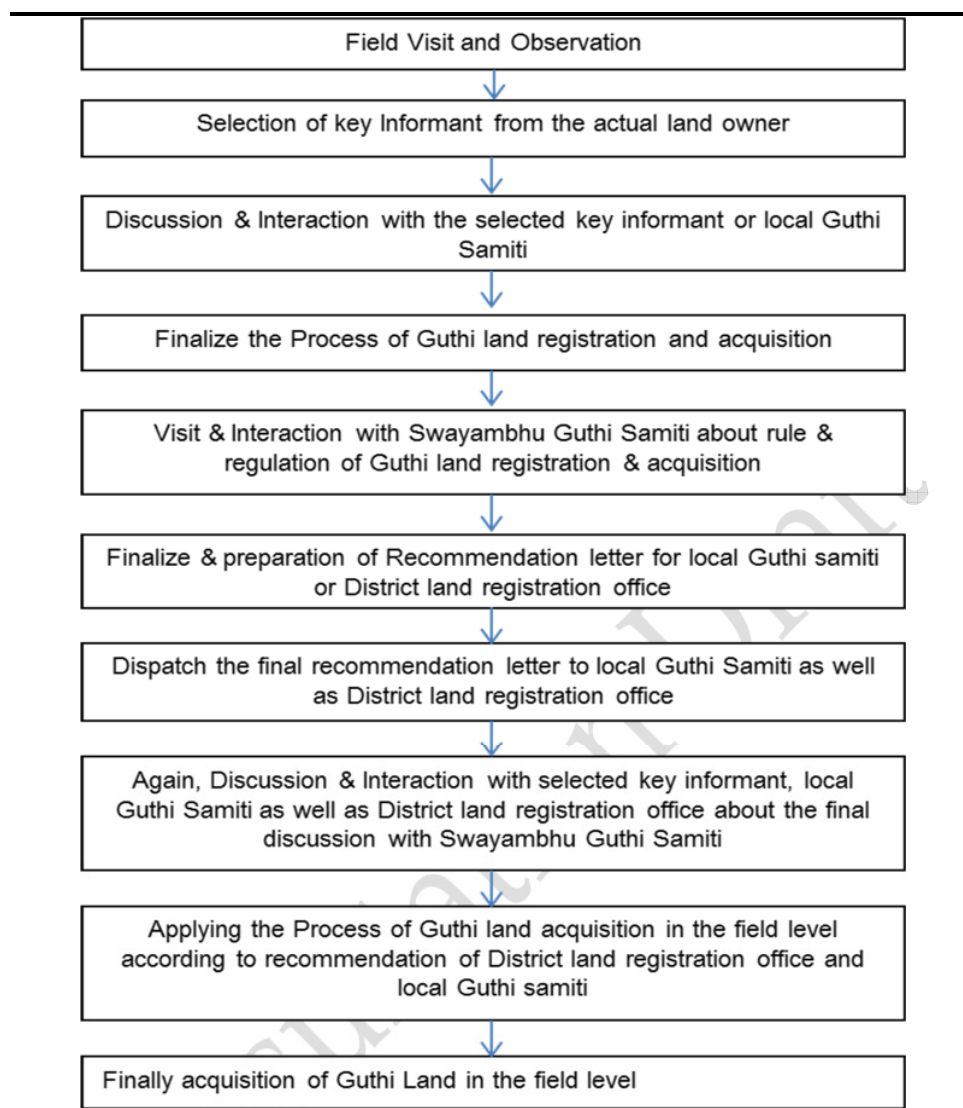 Field Visit and Observation
Selection of key Informant from the actual land owner
Discussion & Interaction with the selected key informant or local Guthi
Samiti
Finalize the Process of Guthi land registration and acquisition
Visit & Interaction with Swayambhu Guthi Samiti about rule &
regulation of Guthi land registration & acquisition
Finalize & preparation of Recommendation letter for local Guthi samiti
or District land registration office
Dispatch the final recommendation letter to local Guthi Samiti as well
as District land registration office
Again, Discussion & Interaction with selected key informant, local
Guthi Samiti as well as District land registration office about the final
discussion with Swayambhu Guthi Samiti
Applying the Process of Guthi land acquisition in the field level
according to recommendation of District land registration office and
local Guthi samiti
Finally acquisition of Guthi Land in the field level